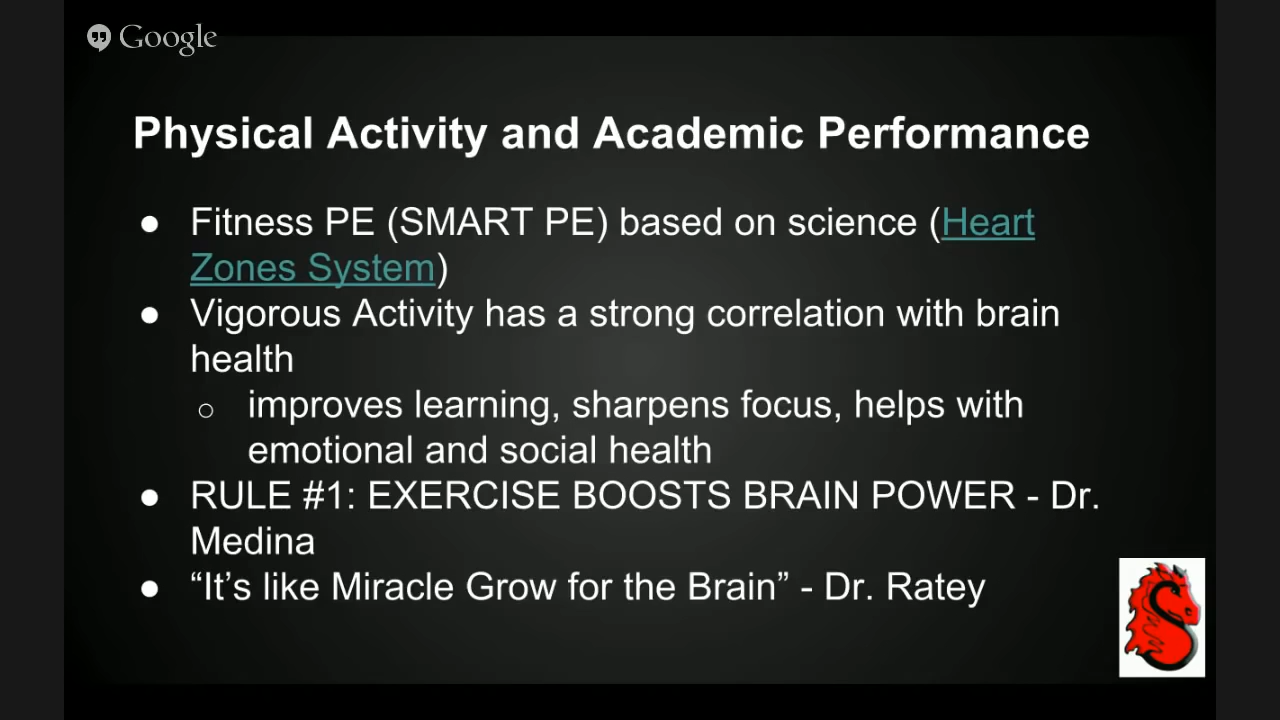 Google
Physical Activity and Academic Performance
● Fitness PE (SMART PE) based on science (Heart
Zones System)
● Vigorous Activity has a strong correlation with brain
health
○ improves learning, sharpens focus, helps with
emotional and social health
● RULE #1: EXERCISE BOOSTS BRAIN POWER - Dr.
Medina
● “It’s like Miracle Grow for the Brain” - Dr. Ratey